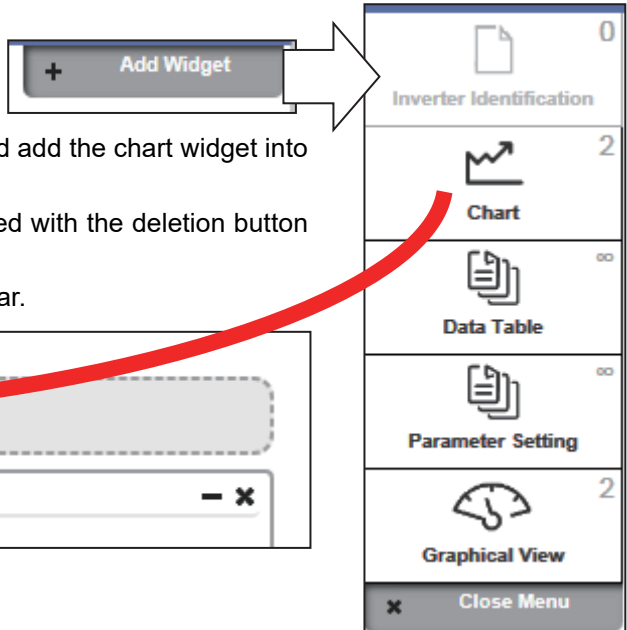 + Add Widget
d add the chart widget into
ed with the deletion button
ar.
0
Inverter Identification
2
Chart
∞
Data Table
∞
Parameter Setting
2
Graphical View
✖ Close Menu